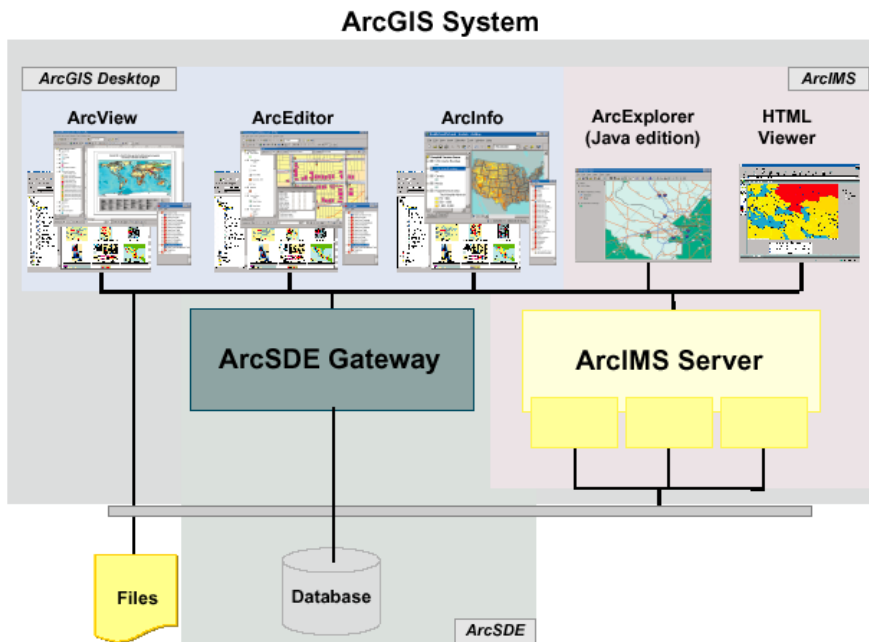 ArcGIS System
ArcGIS Desktop
ArcIMS
ArcView
ArcEditor
ArcInfo
ArcExplorer
(Java edition)
HTML
Viewer
ArcSDE Gateway
ArcIMS Server
Files
Database
ArcSDE